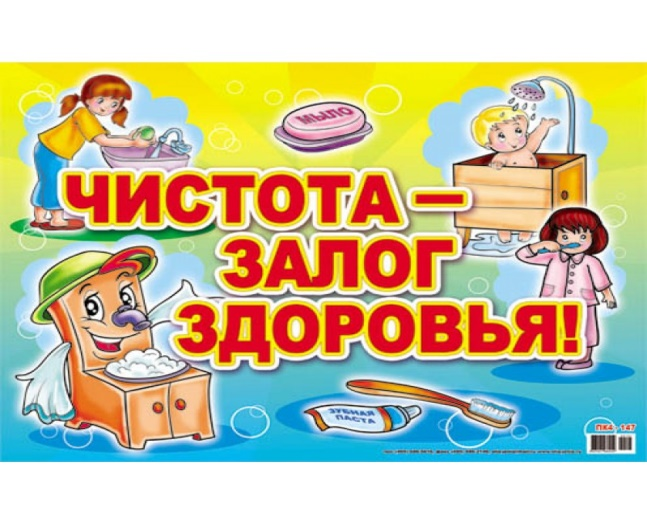 МЫЛО
ЧИСТОТА –
ЗАЛОГ
ЗДОРОВЬЯ!
ЗУБНАЯ
ПАСТА
ПК4 - 147